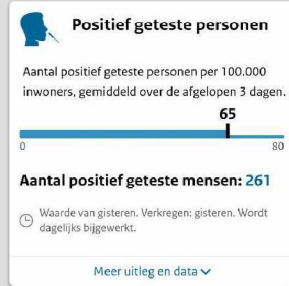 Positief geteste personen
Aantal positief geteste personen per 100.000
inwoners, gemiddeld over de afgelopen 3 dagen.
65
0 80
Aantal positief geteste mensen: 261
Waarde van gisteren. Verkregen: gisteren. Wordt
dagelijks bijgewerkt.
Meer uitleg en data